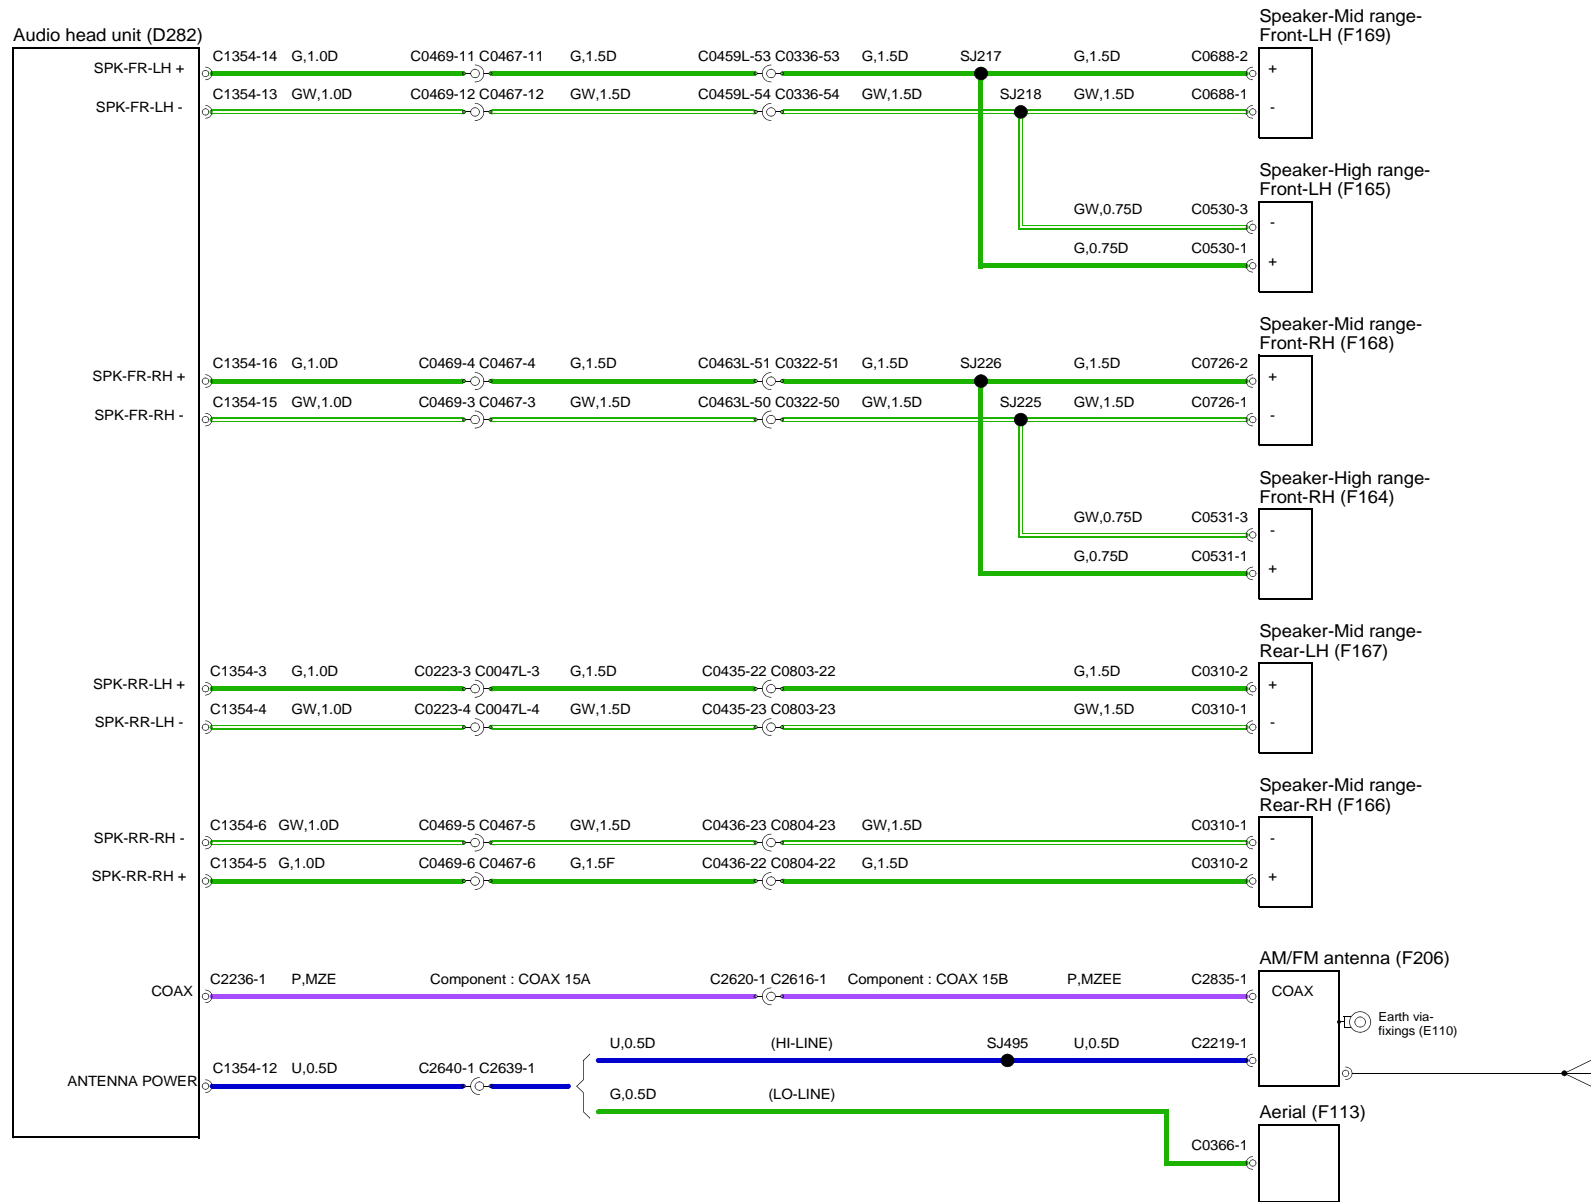 Speaker-Mid range-
Front-LH (F169)
Audio head unit (D282)
C1354-14 G,1.0D C0469-11 C0467-11 G,1.5D C0459L-53 C0336-53 G,1.5D SJ217 G,1.5D C0688-2
SPK-FR-LH + +
C1354-13 GW,1.0D C0469-12 C0467-12 GW,1.5D C0459L-54 C0336-54 GW,1.5D SJ218 GW,1.5D C0688-1
SPK-FR-LH - -
Speaker-High range-
Front-LH (F165)
GW,0.75D C0530-3
-
G,0.75D C0530-1
+
Speaker-Mid range-
Front-RH (F168)
C1354-16 G,1.0D C0469-4 C0467-4 G,1.5D C0463L-51 C0322-51 G,1.5D SJ226 G,1.5D C0726-2
SPK-FR-RH + +
C1354-15 GW,1.0D C0469-3 C0467-3 GW,1.5D C0463L-50 C0322-50 GW,1.5D SJ225 GW,1.5D C0726-1
SPK-FR-RH - -
Speaker-High range-
Front-RH (F164)
GW,0.75D C0531-3
-
G,0.75D C0531-1
+
Speaker-Mid range-
Rear-LH (F167)
C1354-3 G,1.0D C0223-3 C0047L-3 G,1.5D C0435-22 C0803-22 G,1.5D C0310-2
SPK-RR-LH + +
C1354-4 GW,1.0D C0223-4 C0047L-4 GW,1.5D C0435-23 C0803-23 GW,1.5D C0310-1
SPK-RR-LH - -
Speaker-Mid range-
Rear-RH (F166)
C1354-6 GW,1.0D C0469-5 C0467-5 GW,1.5D C0436-23 C0804-23 GW,1.5D C0310-1
SPK-RR-RH - -
C1354-5 G,1.0D C0469-6 C0467-6 G,1.5F C0436-22 C0804-22 G,1.5D C0310-2
SPK-RR-RH + +
AM/FM antenna (F206)
C2236-1 P,MZE Component : COAX 15A C2620-1 C2616-1 Component : COAX 15B P,MZEE C2835-1
COAX COAX
Earth via-
fixings (E110)
U,0.5D (HI-LINE) SJ495 U,0.5D C2219-1
C1354-12 U,0.5D C2640-1 C2639-1
ANTENNA POWER
G,0.5D (LO-LINE)
Aerial (F113)
C0366-1